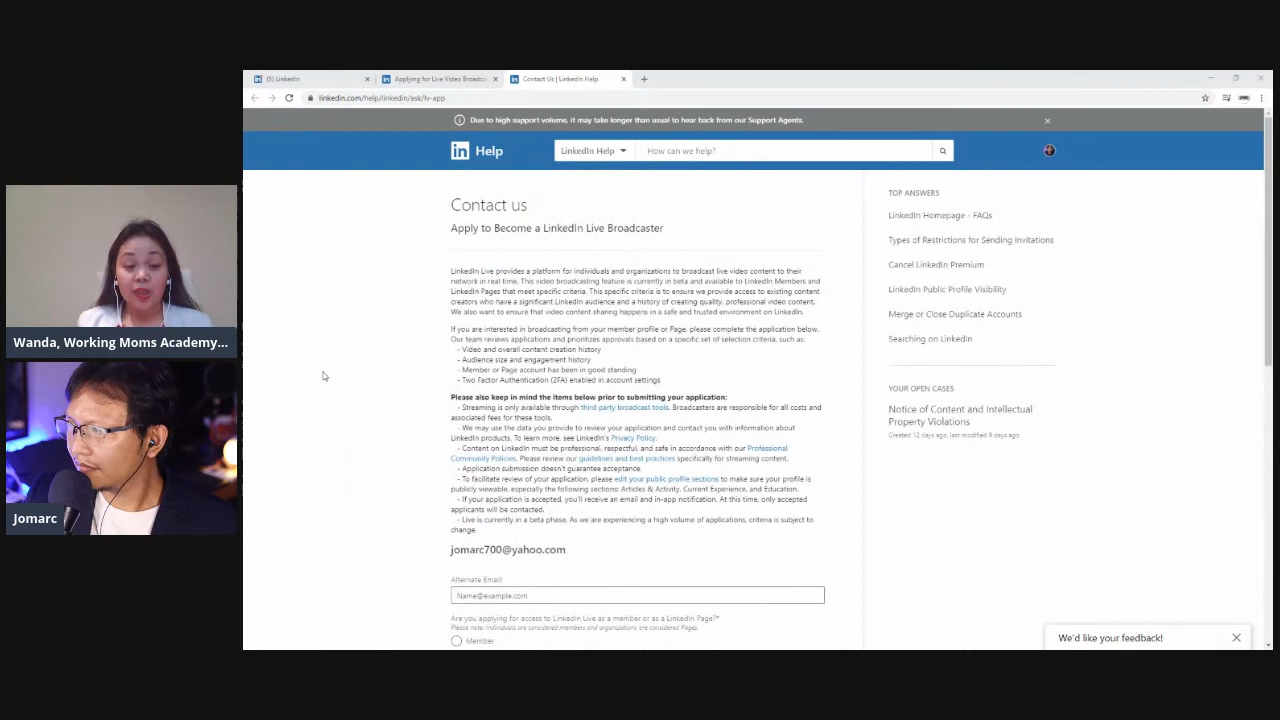 (5) LinkedIn
Applying for Live Video Broadca
Contact Us | LinkedIn Help
linkedin.com/help/linkedin/ask/lv-app
Due to high support volume, it may take longer than usual to hear back from our Support Agents.
in Help
LinkedIn Help
How can we help?
Contact us
Apply to Become a LinkedIn Live Broadcaster
LinkedIn Live provides a platform for individuals and organizations to broadcast live video content to their
network in real time. This video broadcasting feature is currently in beta and available to LinkedIn Members and
LinkedIn Pages that meet specific criteria. This specific criteria is to ensure we provide access to existing content
creators who have a significant LinkedIn audience and a history of creating quality, professional video content.
We also want to ensure that video content sharing happens in a safe and trusted environment on LinkedIn.
If you are interested in broadcasting from your member profile or Page, please complete the application below.
Our team reviews applications and prioritizes approvals based on a specific set of selection criteria, such as:
- Video and overall content creation history
- Audience size and engagement history
- Member or Page account has been in good standing
- Two Factor Authentication (2FA) enabled in account settings
Please also keep in mind the items below prior to submitting your application:
- Streaming is only available through third party broadcast tools. Broadcasters are responsible for all costs and
associated fees for these tools.
- We may use the data you provide to review your application and contact you with information about
LinkedIn products. To learn more, see LinkedIn's Privacy Policy.
- Content on LinkedIn must be professional, respectful, and safe in accordance with our Professional
Community Policies. Please review our guidelines and best practices specifically for streaming content.
- Application submission doesn't guarantee acceptance.
- To facilitate review of your application, please edit your public profile sections to make sure your profile is
publicly viewable, especially the following sections: Articles & Activity, Current Experience, and Education.
- If your application is accepted, you'll receive an email and in-app notification. At this time, only accepted
applicants will be contacted.
- Live is currently in a beta phase. As we are experiencing a high volume of applications, criteria is subject to
change.
jomarc700@yahoo.com
Alternate Email:
Name@example.com
Are you applying for access to LinkedIn Live as a member or as a LinkedIn Page?*
Please note: Individuals are considered members and organizations are considered Pages.
Member
TOP ANSWERS
LinkedIn Homepage - FAQs
Types of Restrictions for Sending Invitations
Cancel LinkedIn Premium
LinkedIn Public Profile Visibility
Merge or Close Duplicate Accounts
Searching on LinkedIn
YOUR OPEN CASES
Notice of Content and Intellectual
Property Violations
Created 12 days ago, last modified 9 days ago
We'd like your feedback!
Wanda, Working Moms Academy...
Jomarc